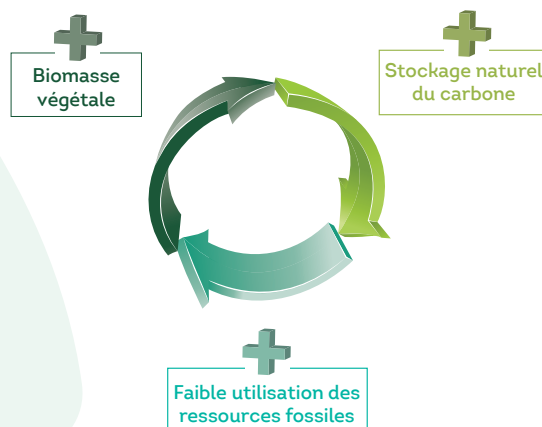 Biomasse
végétale
Stockage naturel
du carbone
Faible utilisation des
ressources fossiles